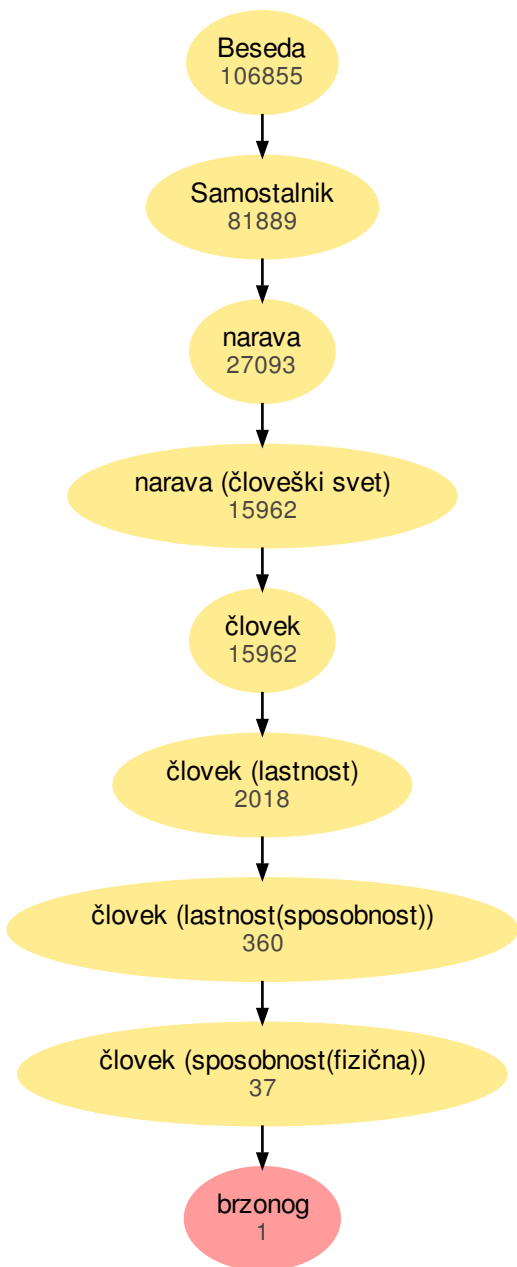 Beseda
106855
Samostalnik
81889
narava
27093
narava (človeški svet)
15962
človek
15962
človek (lastnost)
2018
človek (lastnost(sposobnost))
360
človek (sposobnost(fizična))
37
brzonog
1